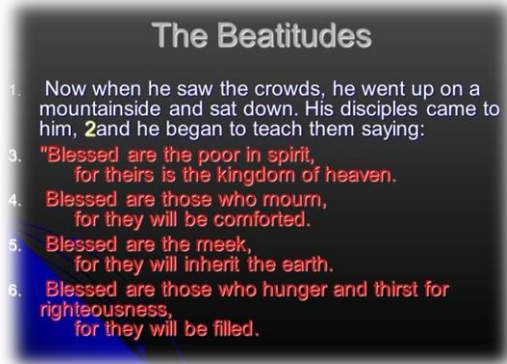 The Beatitudes
1. Now when he saw the crowds, he went up on a
mountainside and sat down. His disciples came to
him, 2and he began to teach them saying:
3. "Blessed are the poor in spirit,
for theirs is the kingdom of heaven.
4. Blessed are those who mourn,
for they will be comforted.
5. Blessed are the meek,
for they will inherit the earth.
6. Blessed are those who hunger and thirst for
righteousness,
for they will be filled.